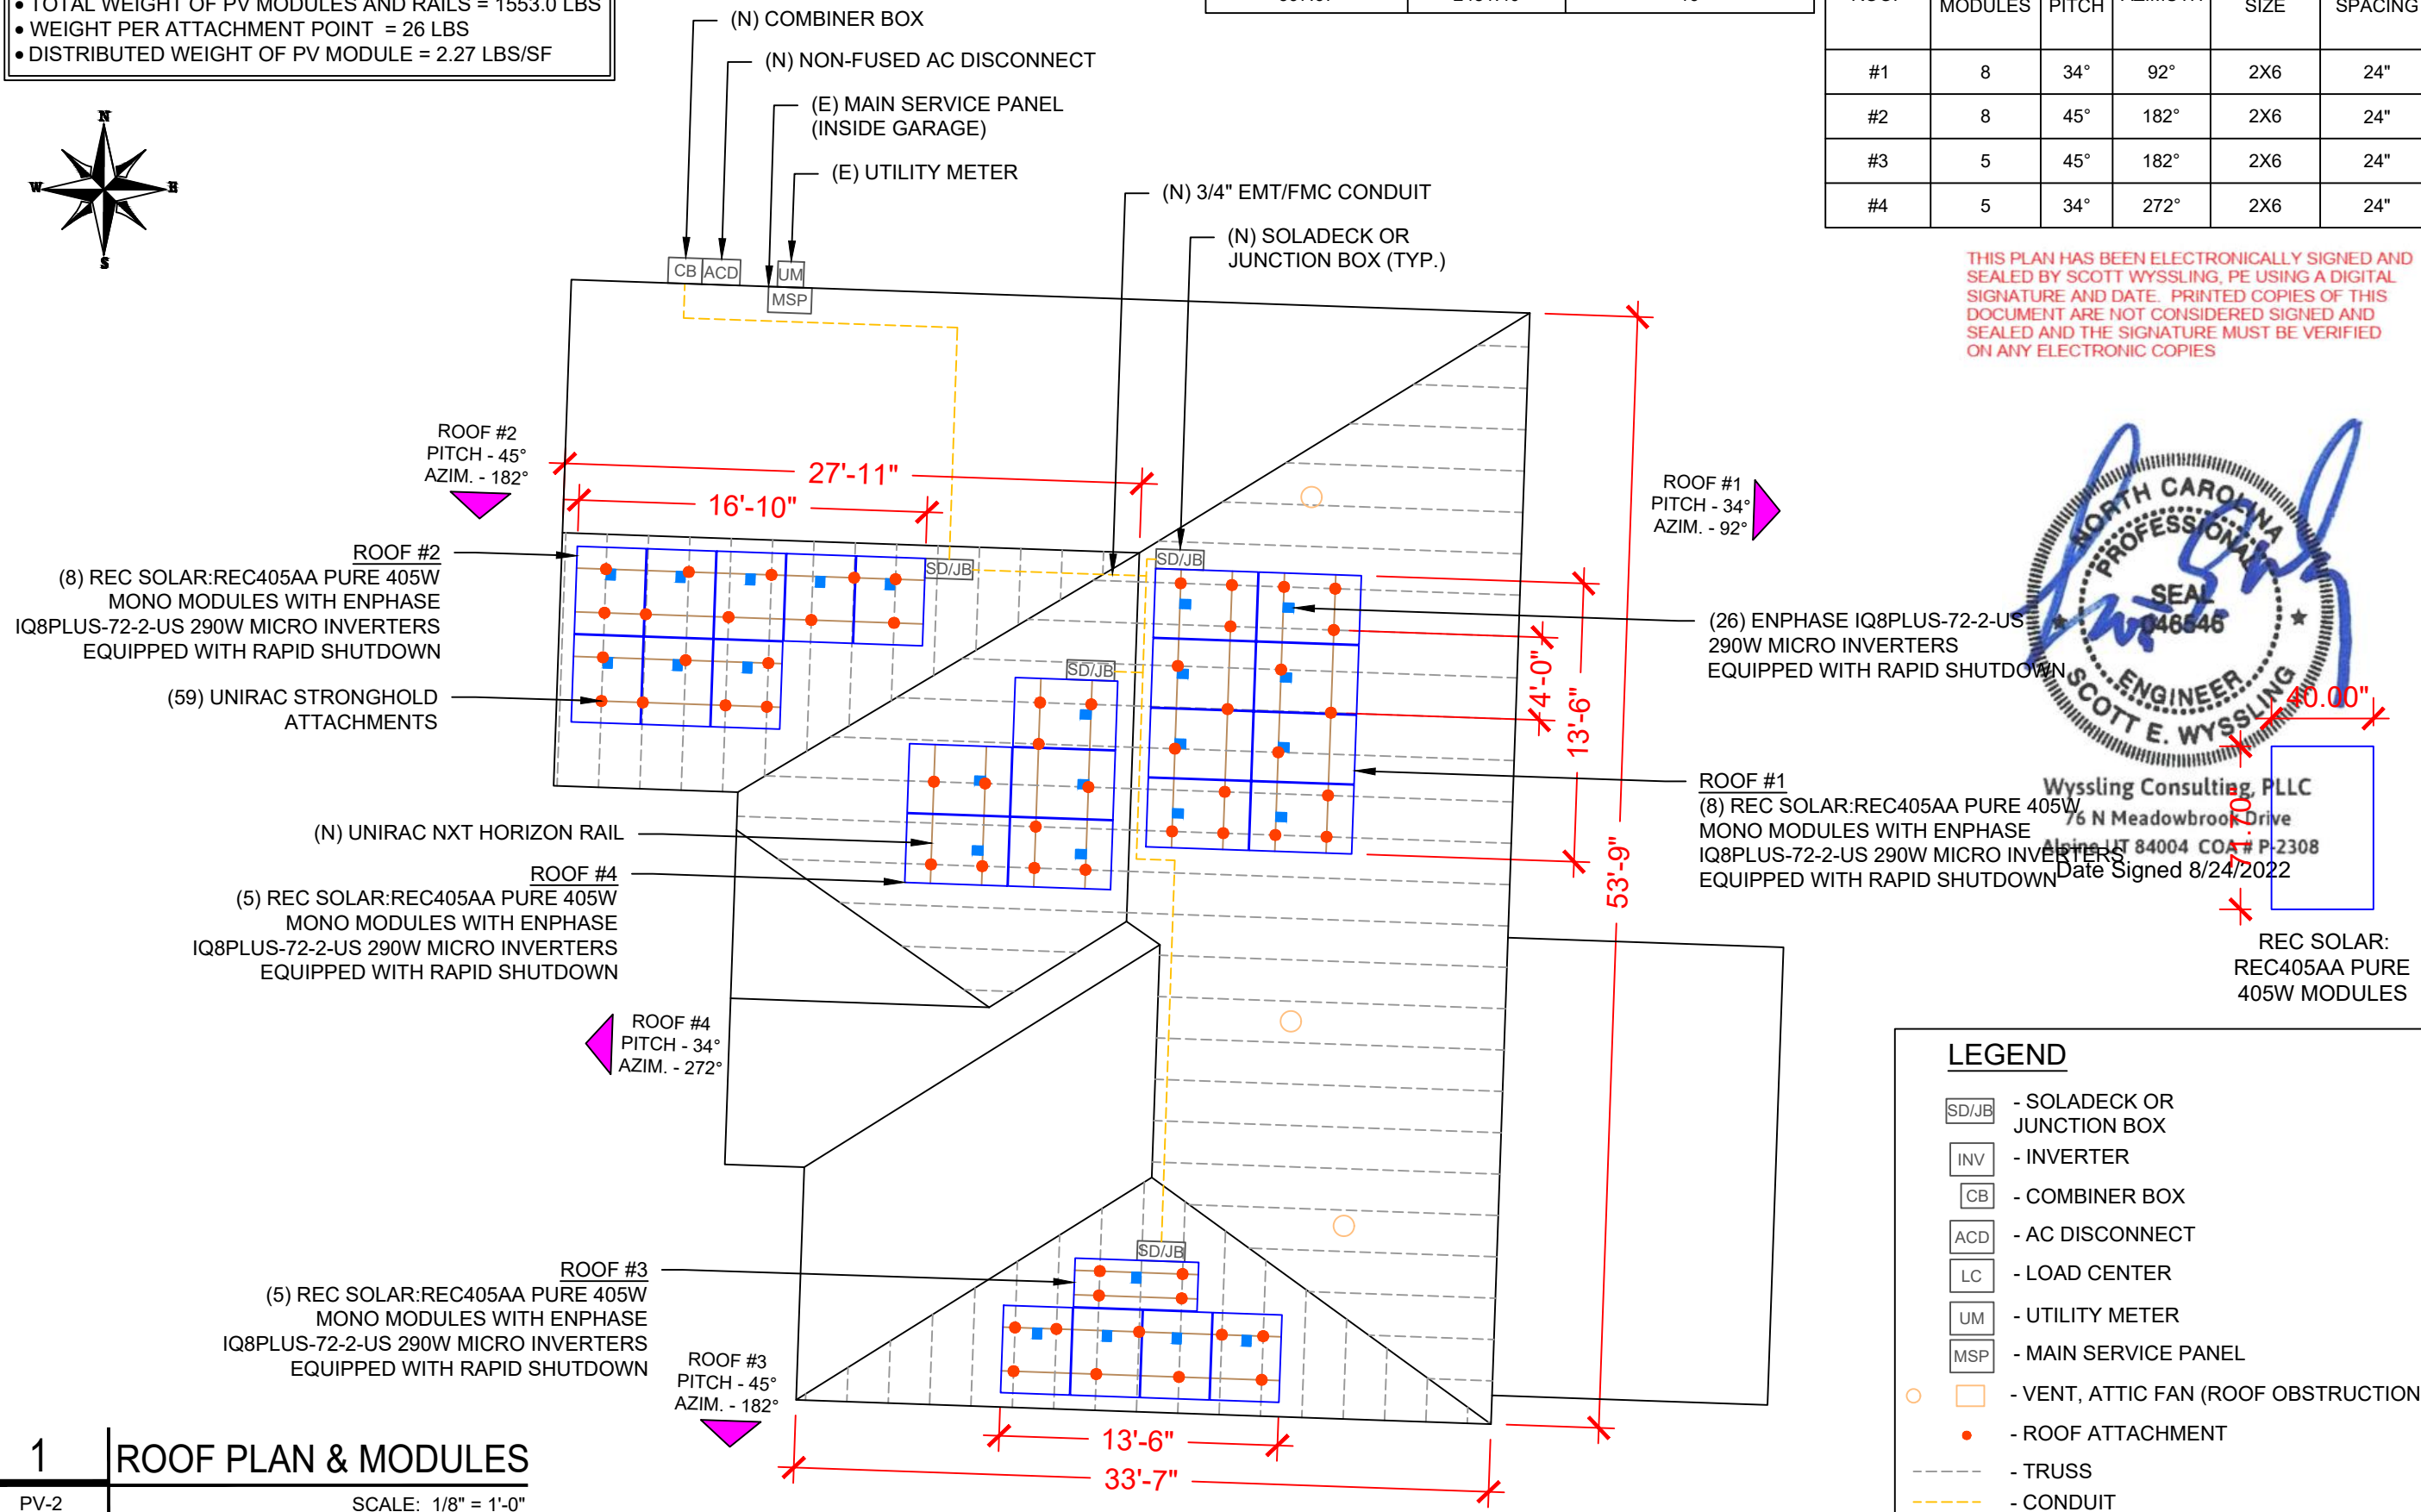 • TOTAL WEIGHT OF PV MODULES AND RAILS = 1553.0 LBS
• WEIGHT PER ATTACHMENT POINT = 26 LBS
• DISTRIBUTED WEIGHT OF PV MODULE = 2.27 LBS/SF
MODULES PITCH SIZE SPACING
#1 8 34° 92° 2X6 24"
#2 8 45° 182° 2X6 24"
#3 5 45° 182° 2X6 24"
#4 5 34° 272° 2X6 24"
N
W E
S
(N) COMBINER BOX
(N) NON-FUSED AC DISCONNECT
(E) MAIN SERVICE PANEL
(INSIDE GARAGE)
(E) UTILITY METER
(N) 3/4" EMT/FMC CONDUIT
(N) SOLADECK OR
JUNCTION BOX (TYP.)
CB ACD UM
MSP
THIS PLAN HAS BEEN ELECTRONICALLY SIGNED AND
SEALED BY SCOTT WYSSLING, PE USING A DIGITAL
SIGNATURE AND DATE. PRINTED COPIES OF THIS
DOCUMENT ARE NOT CONSIDERED SIGNED AND
SEALED AND THE SIGNATURE MUST BE VERIFIED
ON ANY ELECTRONIC COPIES
ROOF #2
PITCH - 45°
AZIM. - 182°
27'-11"
16'-10"
ROOF #1
PITCH - 34°
AZIM. - 92°
ROOF #2
(8) REC SOLAR:REC405AA PURE 405W
MONO MODULES WITH ENPHASE
IQ8PLUS-72-2-US 290W MICRO INVERTERS
EQUIPPED WITH RAPID SHUTDOWN
(59) UNIRAC STRONGHOLD
ATTACHMENTS
SD/JB
SD/JB
SD/JB
(26) ENPHASE IQ8PLUS-72-2-US
290W MICRO INVERTERS
EQUIPPED WITH RAPID SHUTDOWN
4'-0"
13'-6"
53'-9"
NORTH CAROLINA
PROFESSIONAL
SEAL
046546
ENGINEER
SCOTT E. WYSSLING
Wyssling Consulting, PLLC
76 N Meadowbrook Drive
Alpine UT 84004 COA # P-2308
Date Signed 8/24/2022
40.00"
71.70"
REC SOLAR:
REC405AA PURE
405W MODULES
ROOF #1
(8) REC SOLAR:REC405AA PURE 405W
MONO MODULES WITH ENPHASE
IQ8PLUS-72-2-US 290W MICRO INVERTERS
EQUIPPED WITH RAPID SHUTDOWN
(N) UNIRAC NXT HORIZON RAIL
ROOF #4
(5) REC SOLAR:REC405AA PURE 405W
MONO MODULES WITH ENPHASE
IQ8PLUS-72-2-US 290W MICRO INVERTERS
EQUIPPED WITH RAPID SHUTDOWN
ROOF #4
PITCH - 34°
AZIM. - 272°
SD/JB
ROOF #3
(5) REC SOLAR:REC405AA PURE 405W
MONO MODULES WITH ENPHASE
IQ8PLUS-72-2-US 290W MICRO INVERTERS
EQUIPPED WITH RAPID SHUTDOWN
ROOF #3
PITCH - 45°
AZIM. - 182°
13'-6"
33'-7"
LEGEND
SD/JB - SOLADECK OR
JUNCTION BOX
INV - INVERTER
CB - COMBINER BOX
ACD - AC DISCONNECT
LC - LOAD CENTER
UM - UTILITY METER
MSP - MAIN SERVICE PANEL
- VENT, ATTIC FAN (ROOF OBSTRUCTION
- ROOF ATTACHMENT
- TRUSS
- CONDUIT
1 ROOF PLAN & MODULES
PV-2 SCALE: 1/8" = 1'-0"